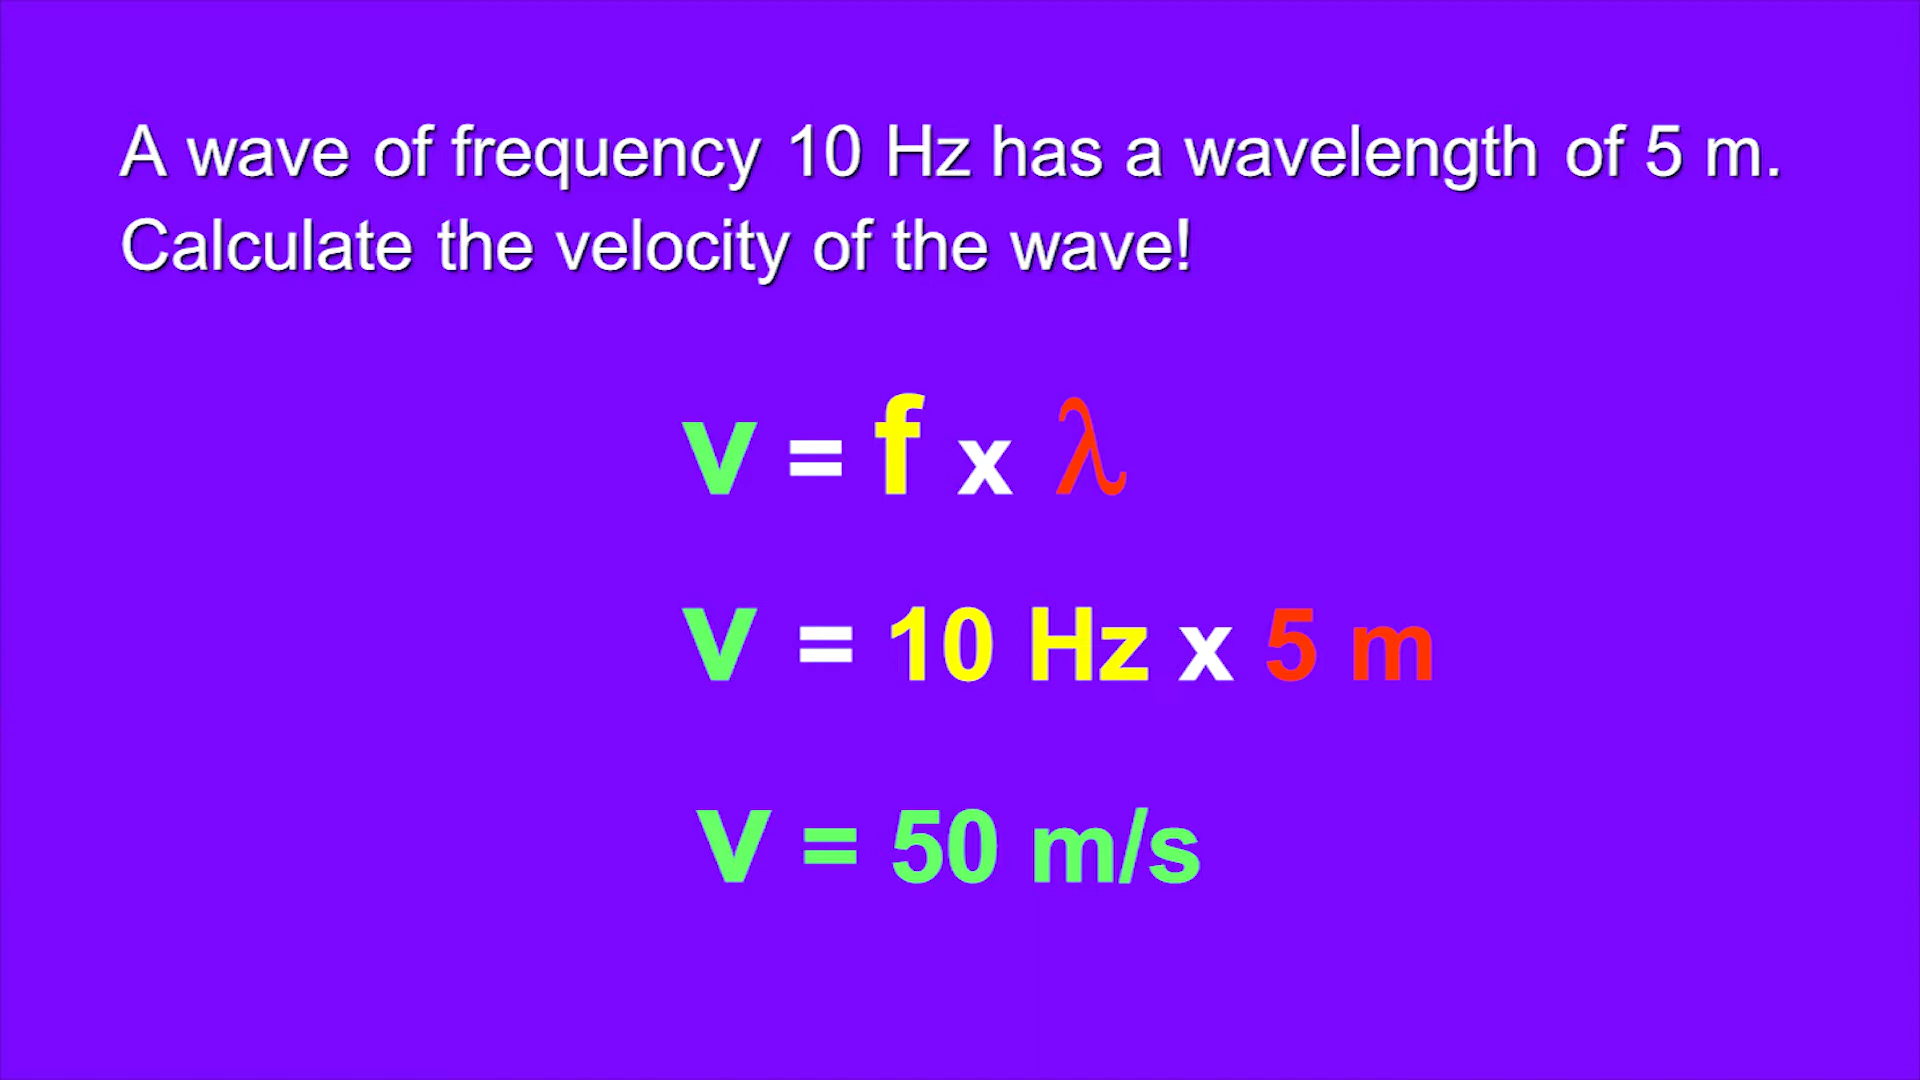 A wave of frequency 10 Hz has a wavelength of 5 m.
Calculate the velocity of the wave!
v = f x λ
v = 10 Hz x 5 m
v = 50 m/s